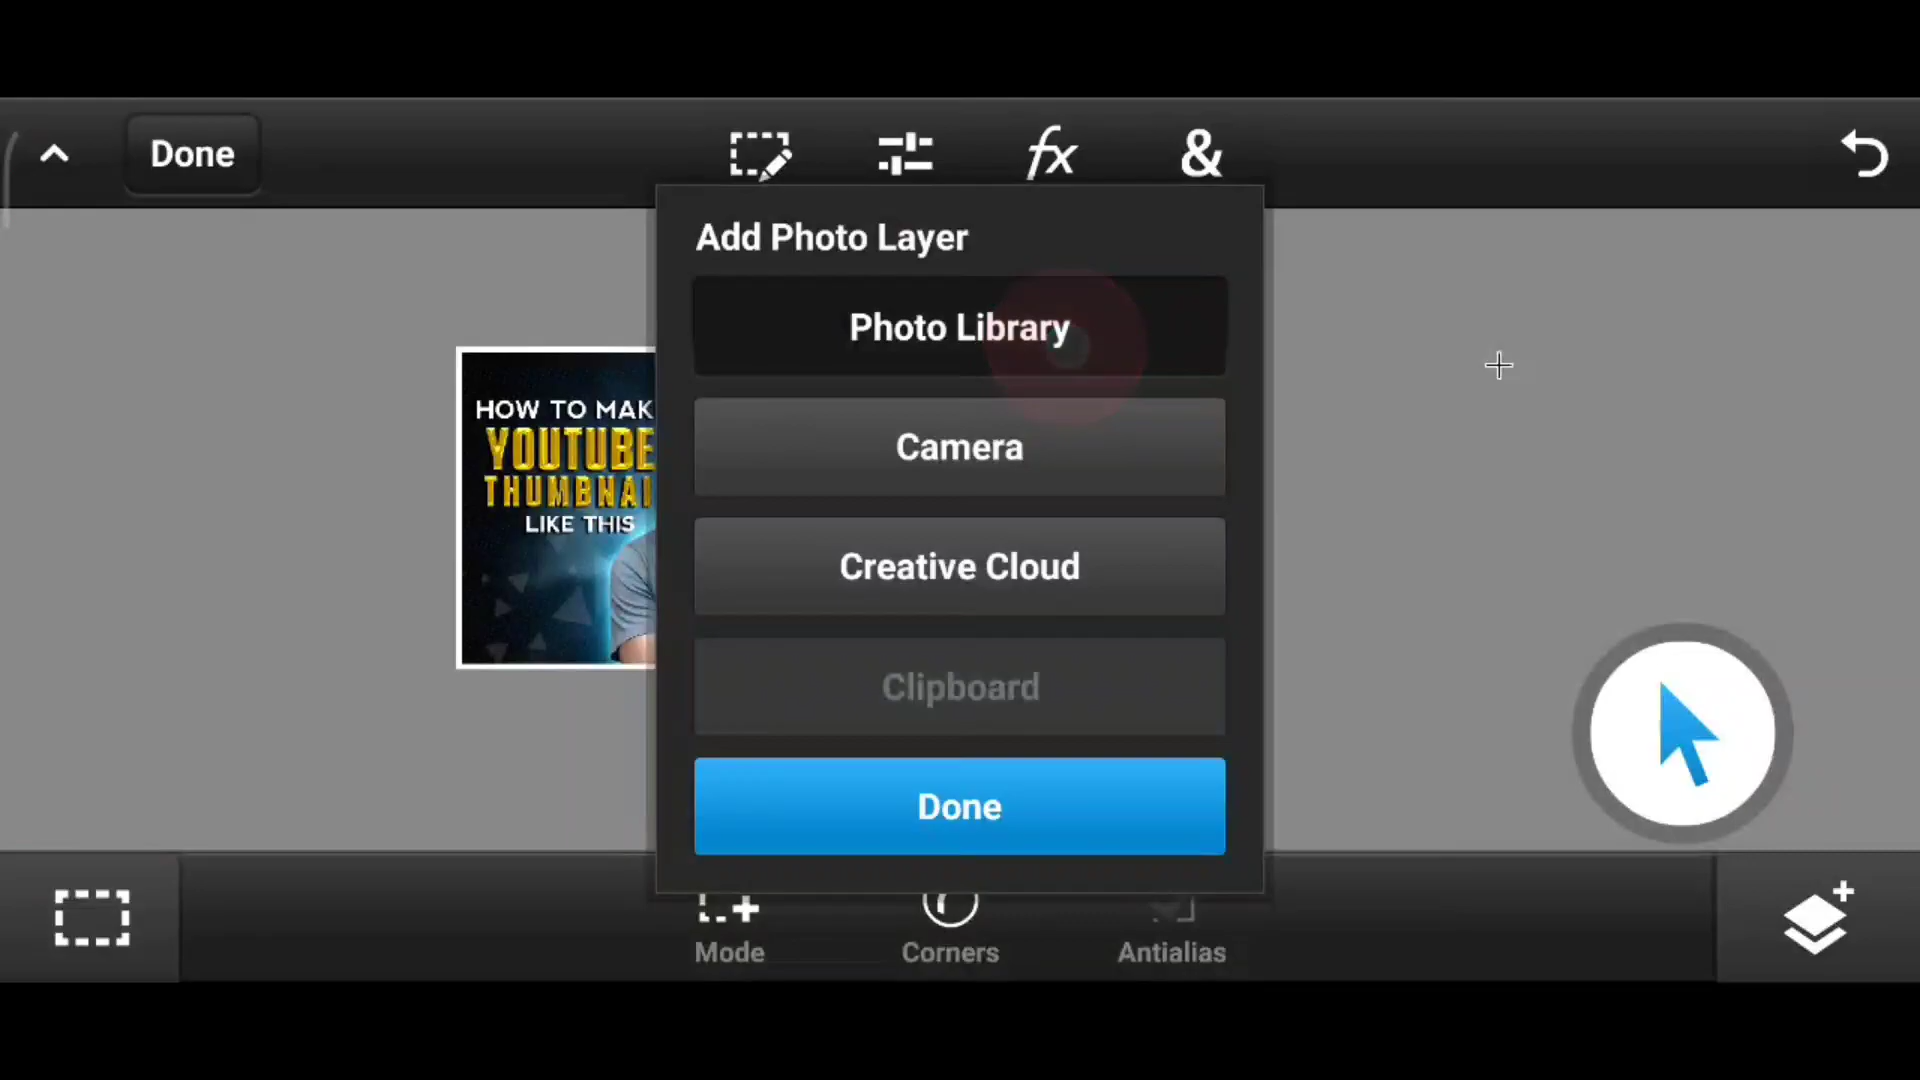 Done
fx
&
Add Photo Layer
Photo Library
Camera
Creative Cloud
Clipboard
Done
HOW TO MAK
YOUTUBE
THUMBNAI
LIKE THIS
Mode
Corners
Antialias